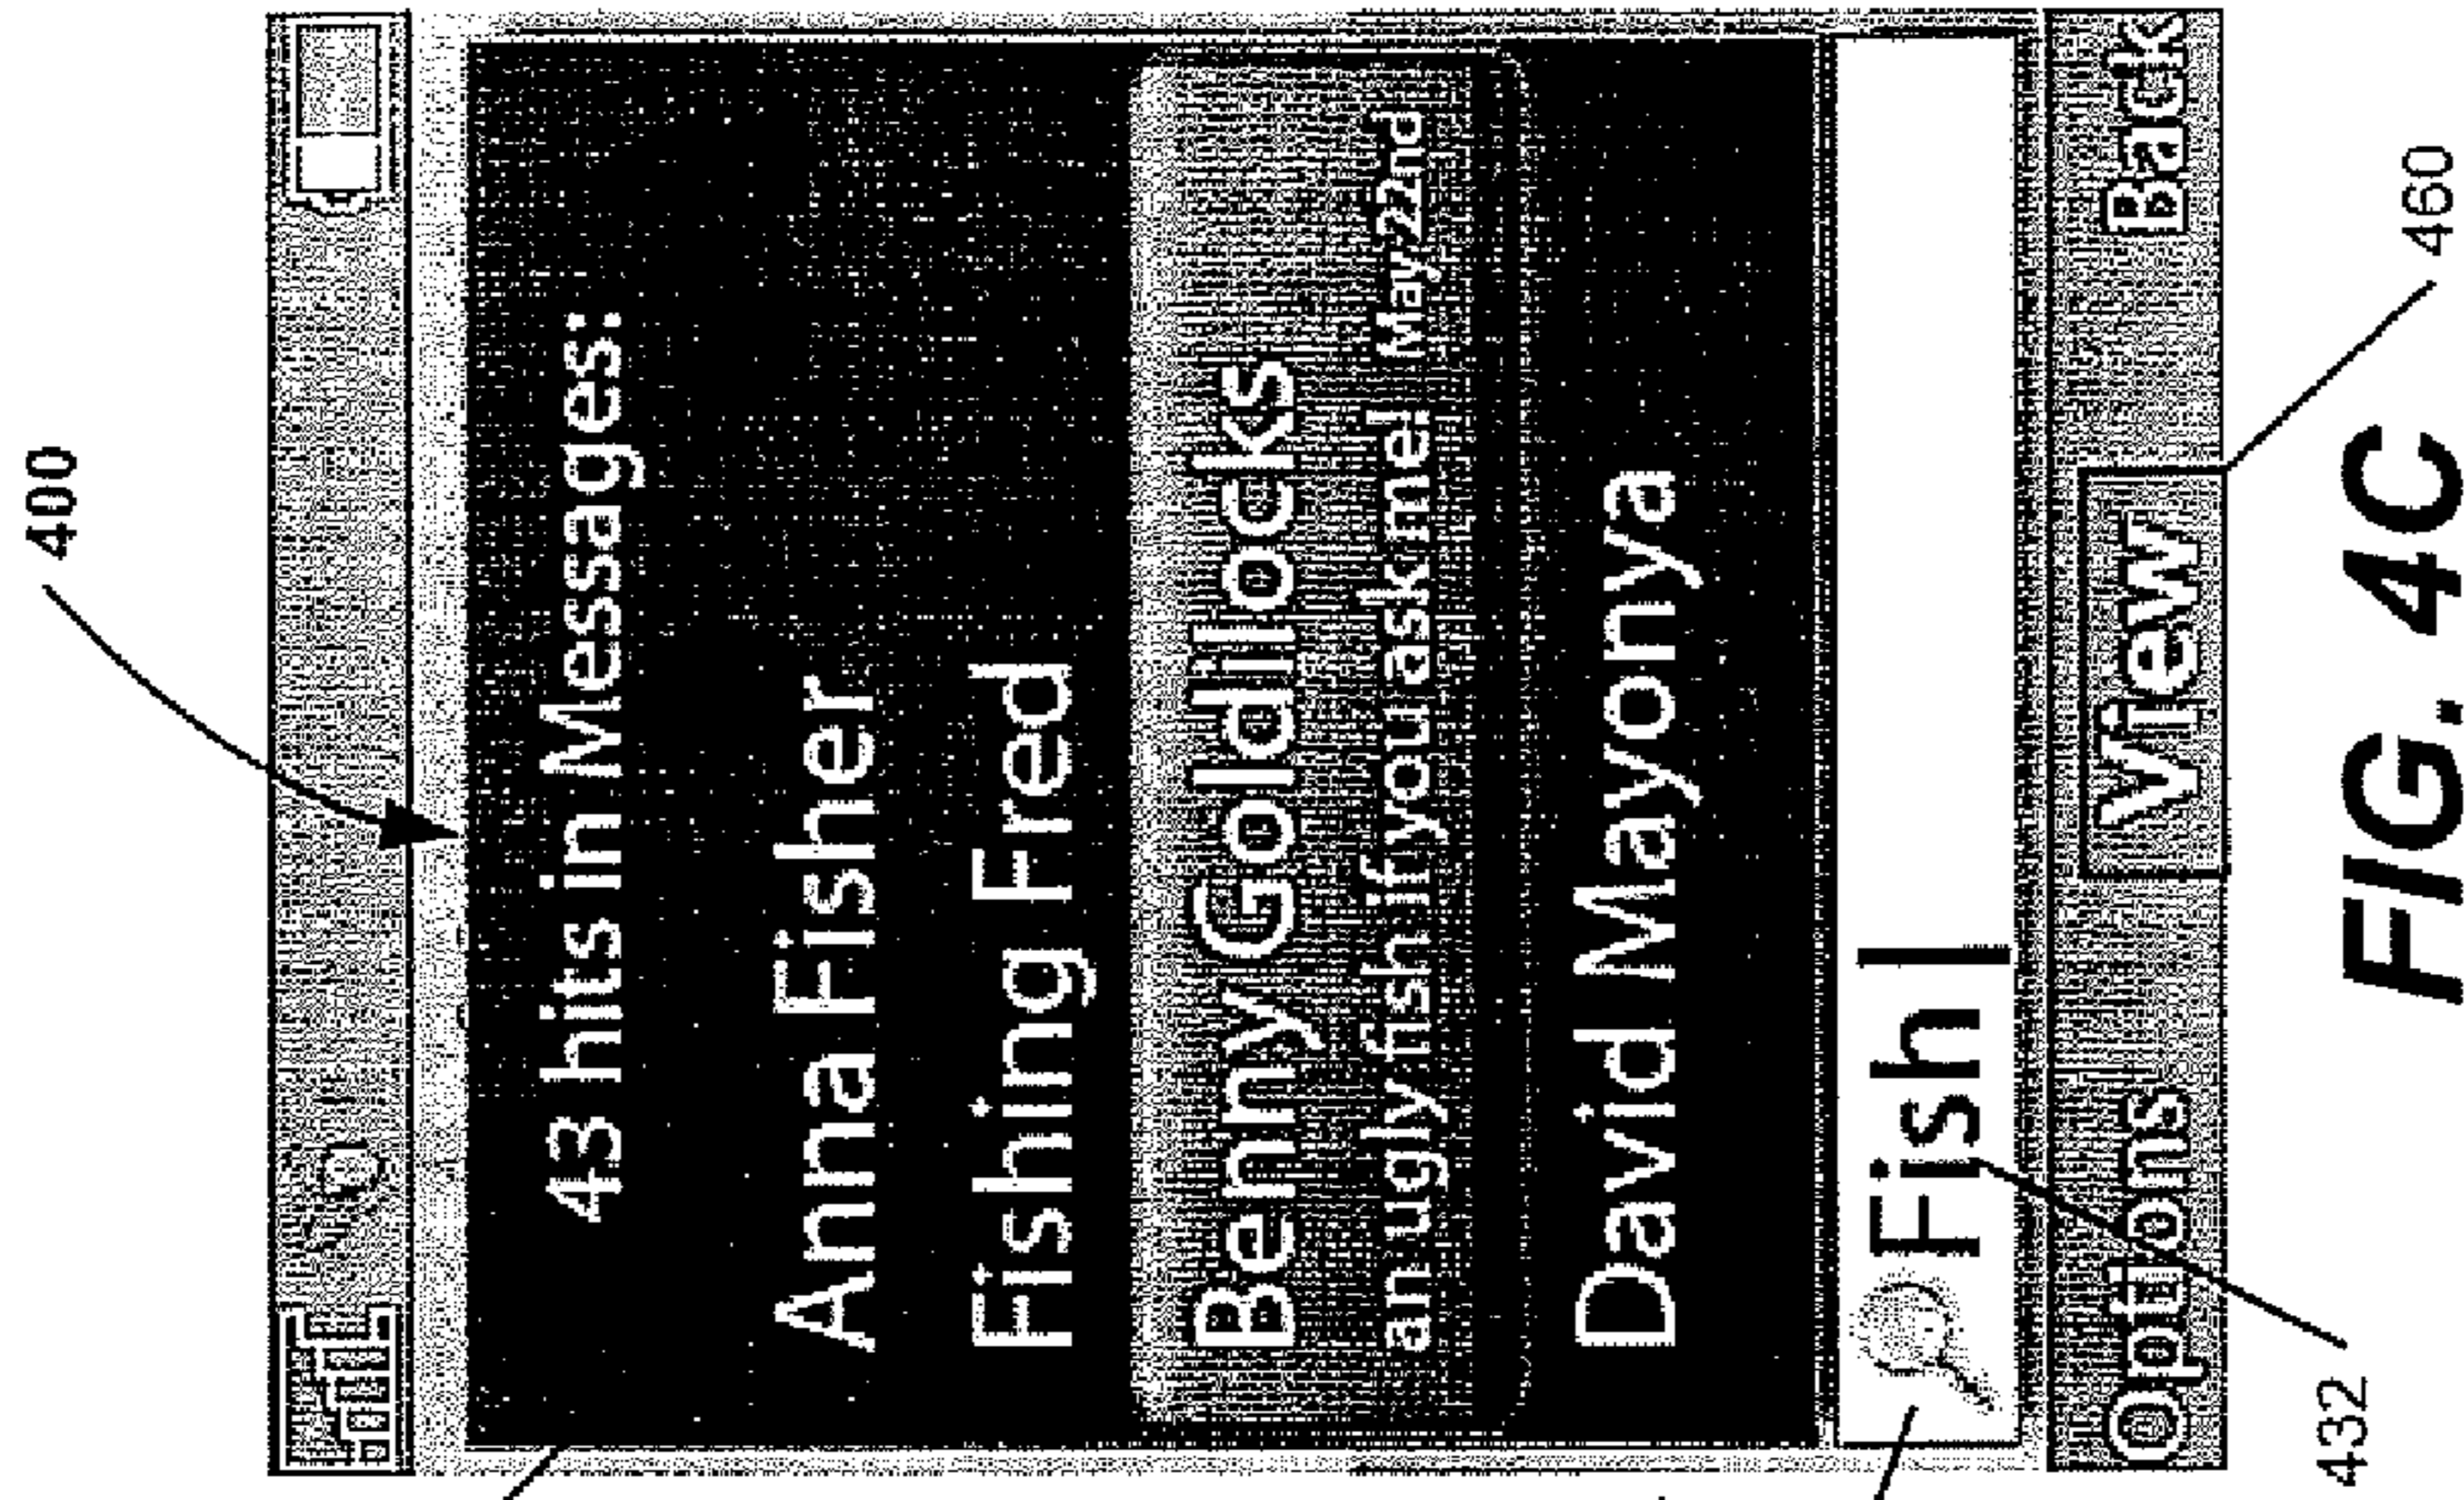 400
43 hits in Messages:
Anna Fisher
Fishing Fred
Benny Goldilocks
an ugly fish if you ask me! May 22nd
David Mayonya
Fish
Options View Back
432 460
FIG. 4C